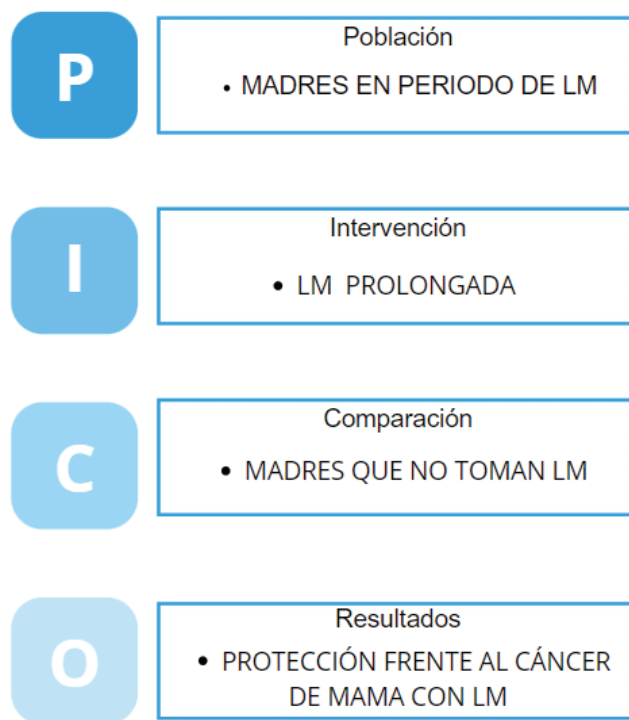 P
Población
• MADRES EN PERIODO DE LM
I
Intervención
• LM PROLONGADA
C
Comparación
• MADRES QUE NO TOMAN LM
O
Resultados
• PROTECCIÓN FRENTE AL CÁNCER
DE MAMA CON LM